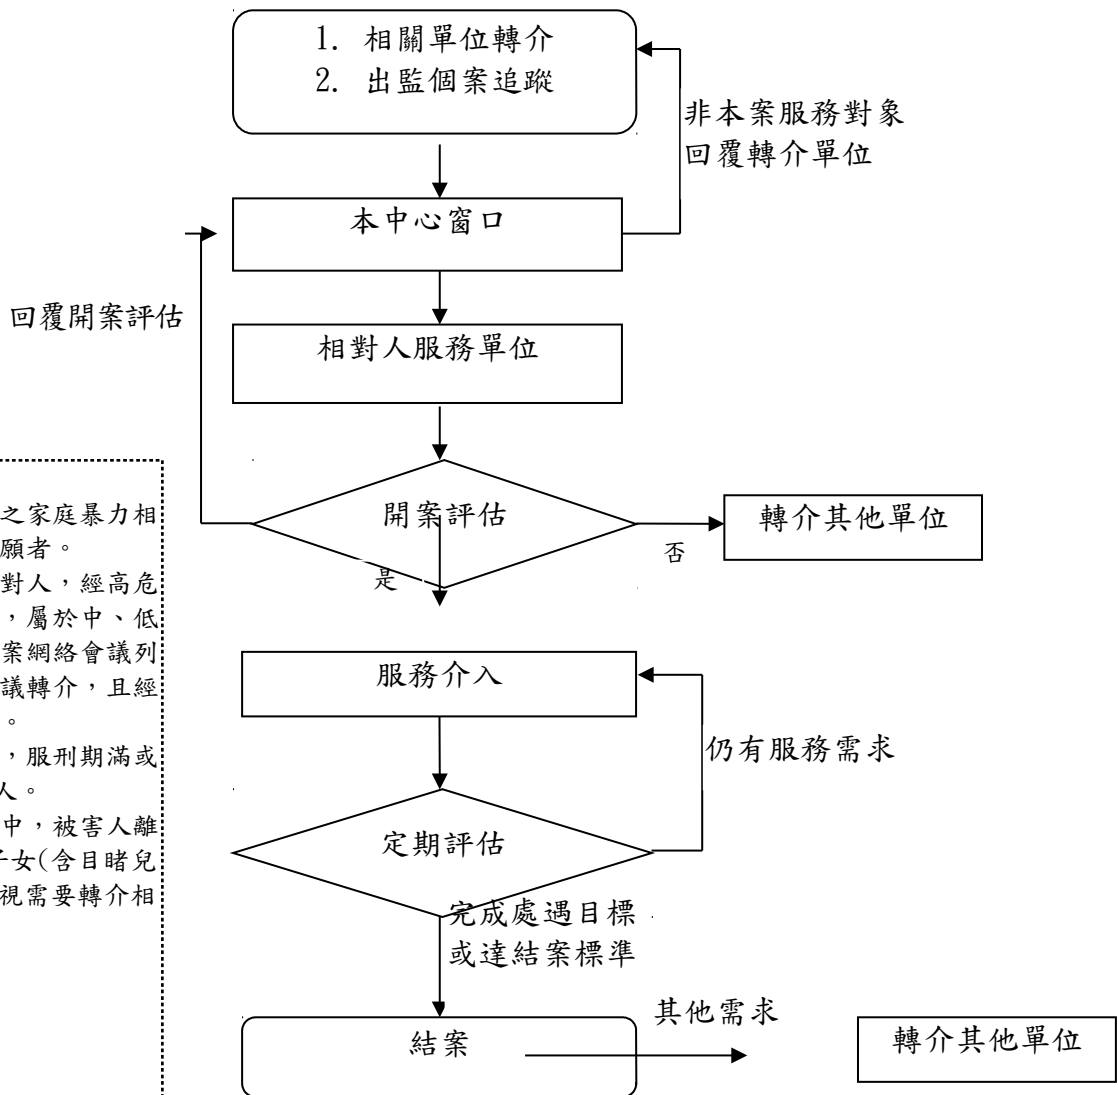 1. 相關單位轉介
2. 出監個案追蹤
非本案服務對象
回覆轉介單位
本中心窗口
回覆開案評估
相對人服務單位
開案評估
轉介其他單位
否
是
之家庭暴力相
願者。
對人，經高危
，屬於中、低
案網絡會議列
議轉介，且經
。
，服刑期滿或
人。
中，被害人離
子女(含目睹兒
視需要轉介相
服務介入
仍有服務需求
定期評估
完成處遇目標
或達結案標準
其他需求
結案
轉介其他單位